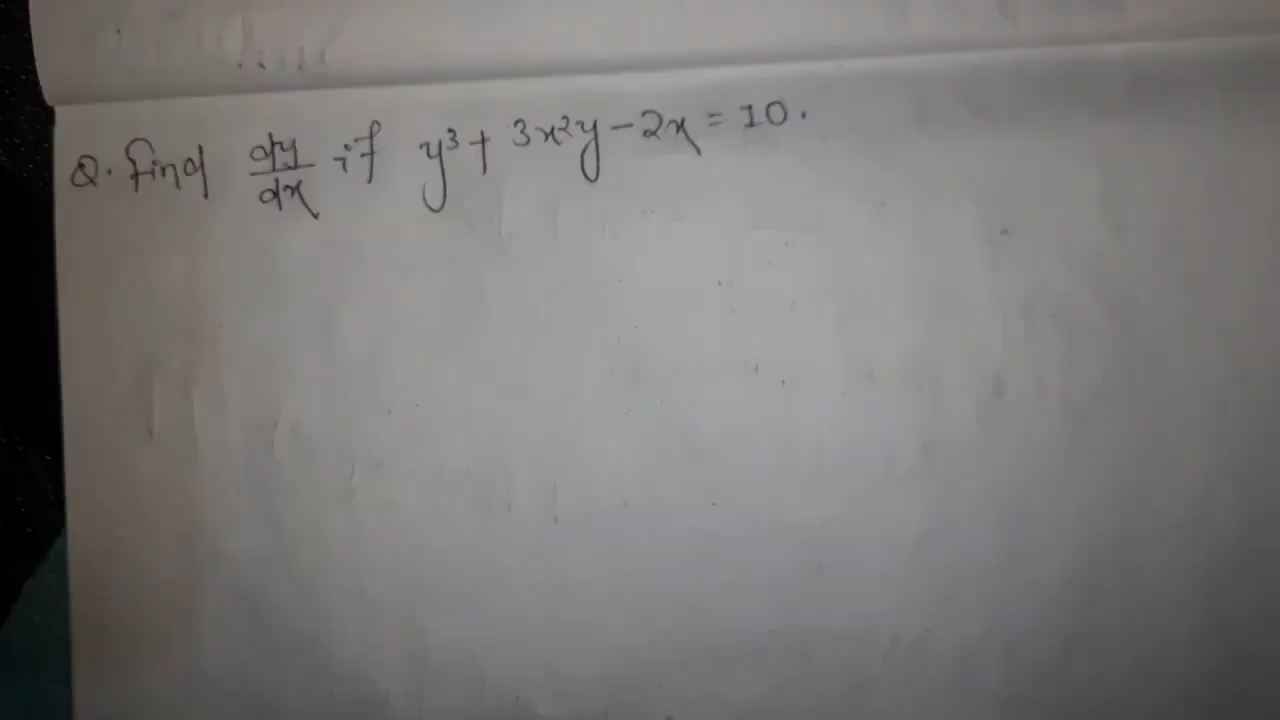 Q. find dy/dx if y³ + 3x²y - 2x = 10.